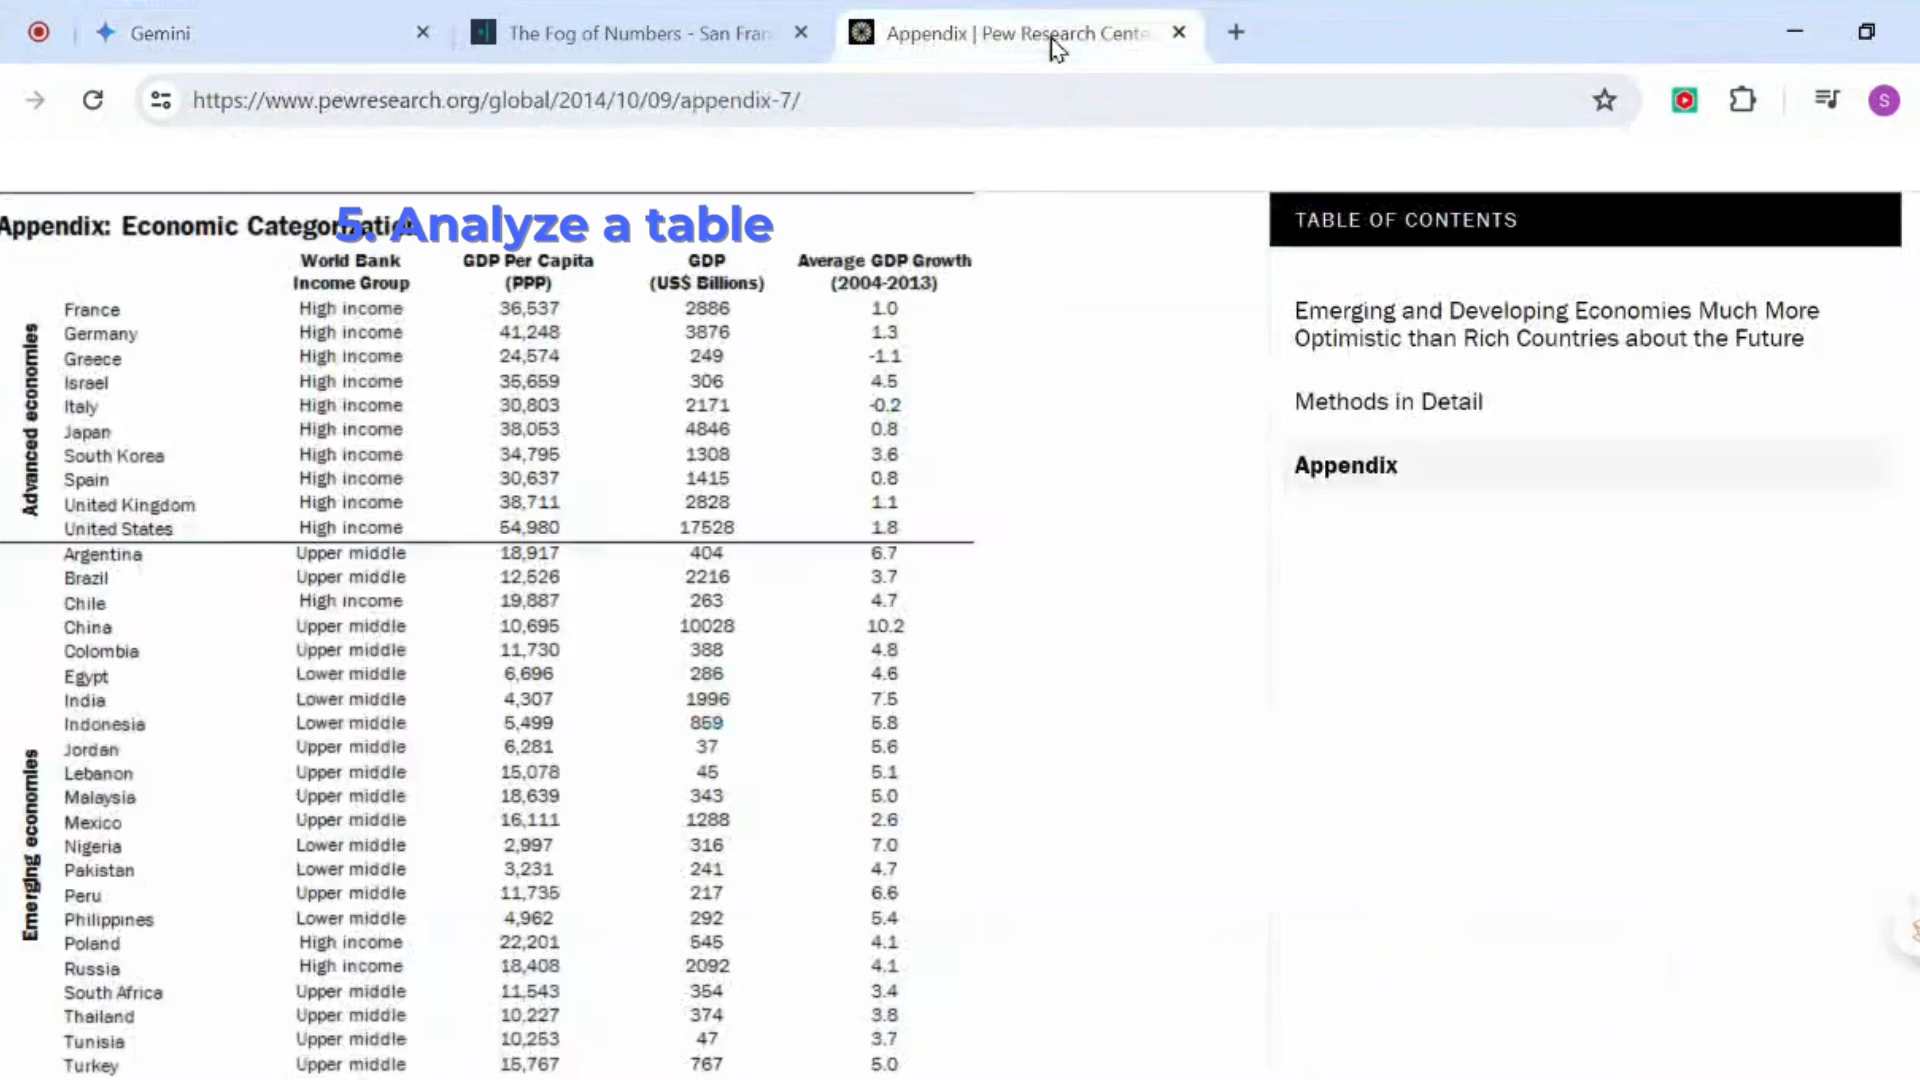 Gemini
The Fog of Numbers - San Fran
Appendix | Pew Research Cente
https://www.pewresearch.org/global/2014/10/09/appendix-7/
S
Appendix: Economic Categorization
5. Analyze a table
World Bank Income Group GDP Per Capita (PPP) GDP (US$ Billions) Average GDP Growth (2004-2013)
Advanced economies
France High income 36,537 2886 1.0
Germany High income 41,248 3876 1.3
Greece High income 24,574 249 -1.1
Israel High income 35,659 306 4.5
Italy High income 30,803 2171 -0.2
Japan High income 38,053 4846 0.8
South Korea High income 34,795 1308 3.6
Spain High income 30,637 1415 0.8
United Kingdom High income 38,711 2828 1.1
United States High income 54,980 17528 1.8
Emerging economies
Argentina Upper middle 18,917 404 6.7
Brazil Upper middle 12,526 2216 3.7
Chile High income 19,887 263 4.7
China Upper middle 10,695 10028 10.2
Colombia Upper middle 11,730 388 4.8
Egypt Lower middle 6,696 286 4.6
India Lower middle 4,307 1996 7.5
Indonesia Lower middle 5,499 859 5.8
Jordan Upper middle 6,281 37 5.6
Lebanon Upper middle 15,078 45 5.1
Malaysia Upper middle 18,639 343 5.0
Mexico Upper middle 16,111 1288 2.6
Nigeria Lower middle 2,997 316 7.0
Pakistan Lower middle 3,231 241 4.7
Peru Upper middle 11,735 217 6.6
Philippines Lower middle 4,962 292 5.4
Poland High income 22,201 545 4.1
Russia High income 18,408 2092 4.1
South Africa Upper middle 11,543 354 3.4
Thailand Upper middle 10,227 374 3.8
Tunisia Upper middle 10,253 47 3.7
Turkey Upper middle 15,767 767 5.0
TABLE OF CONTENTS
Emerging and Developing Economies Much More
Optimistic than Rich Countries about the Future
Methods in Detail
Appendix